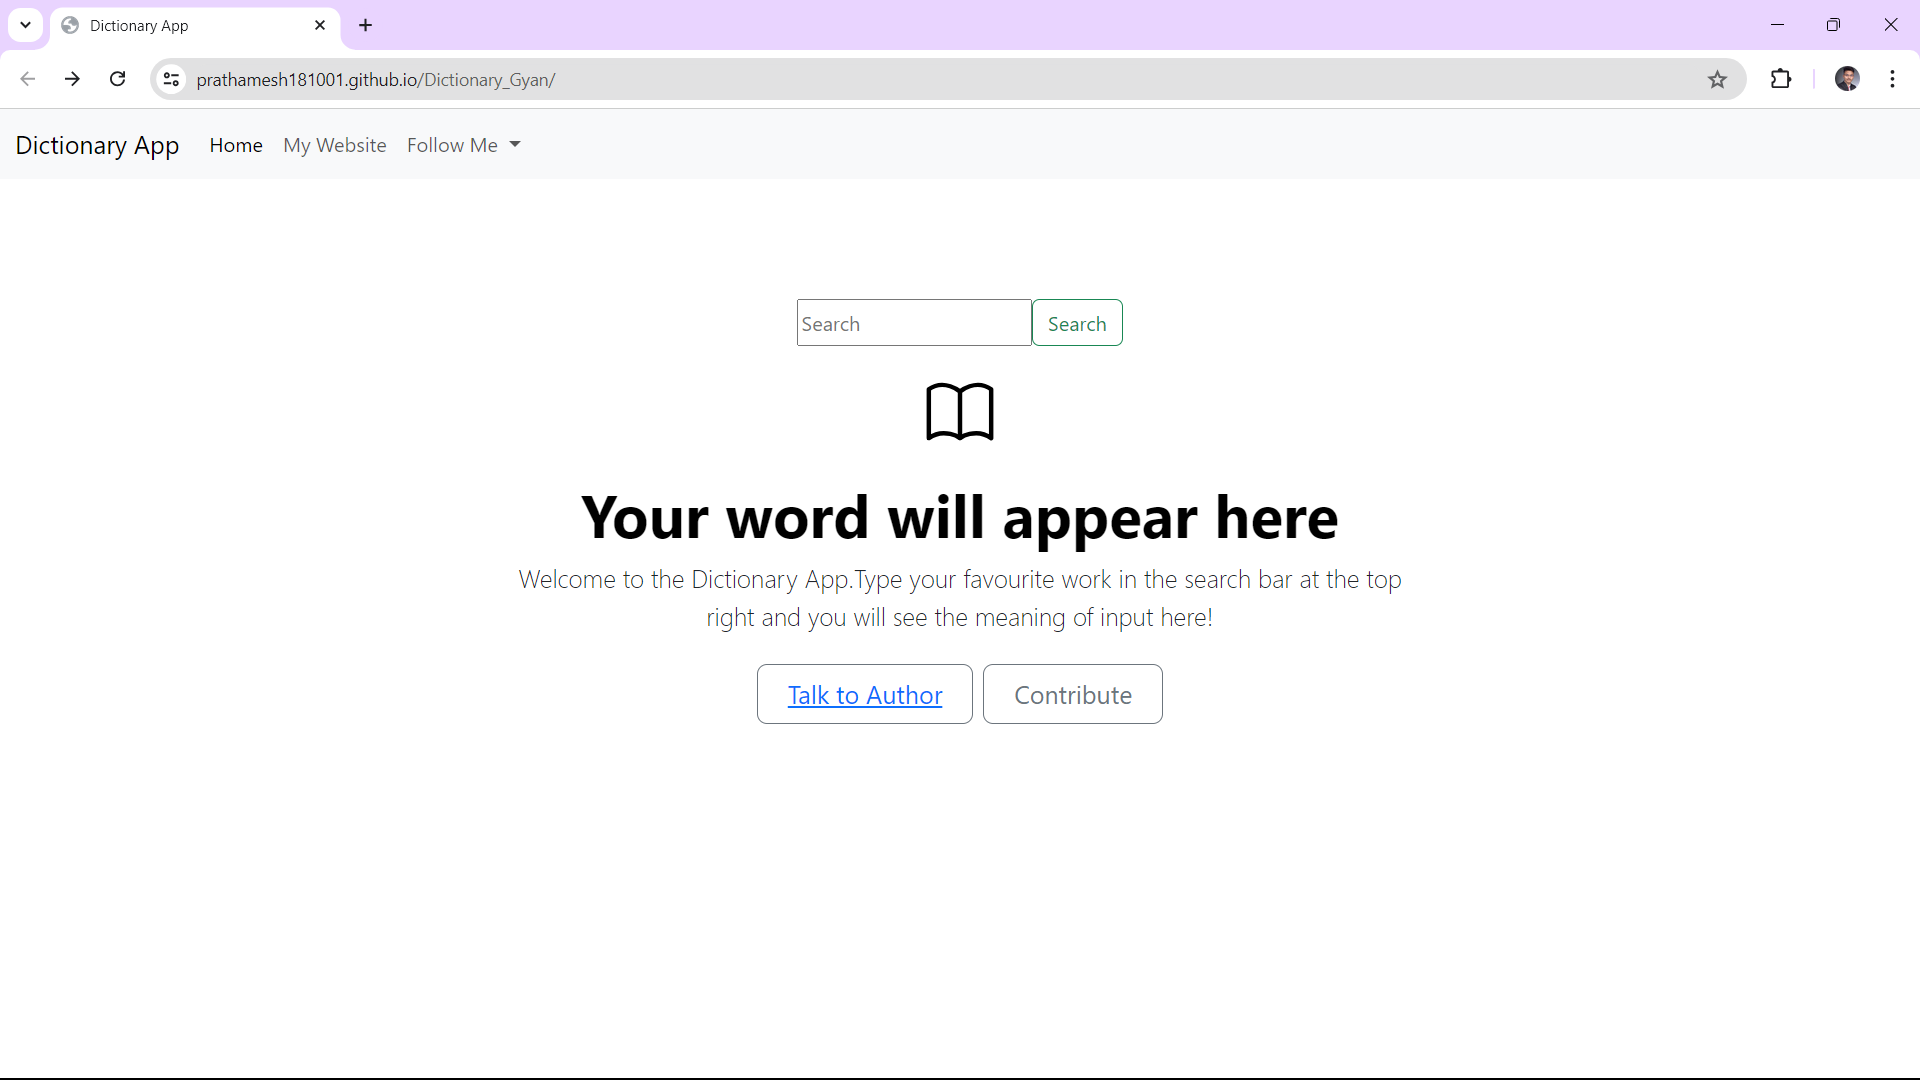 Dictionary App
prathamesh181001.github.io/Dictionary_Gyan/
Dictionary App Home My Website Follow Me
Search Search
Your word will appear here
Welcome to the Dictionary App.Type your favourite work in the search bar at the top
right and you will see the meaning of input here!
Talk to Author Contribute